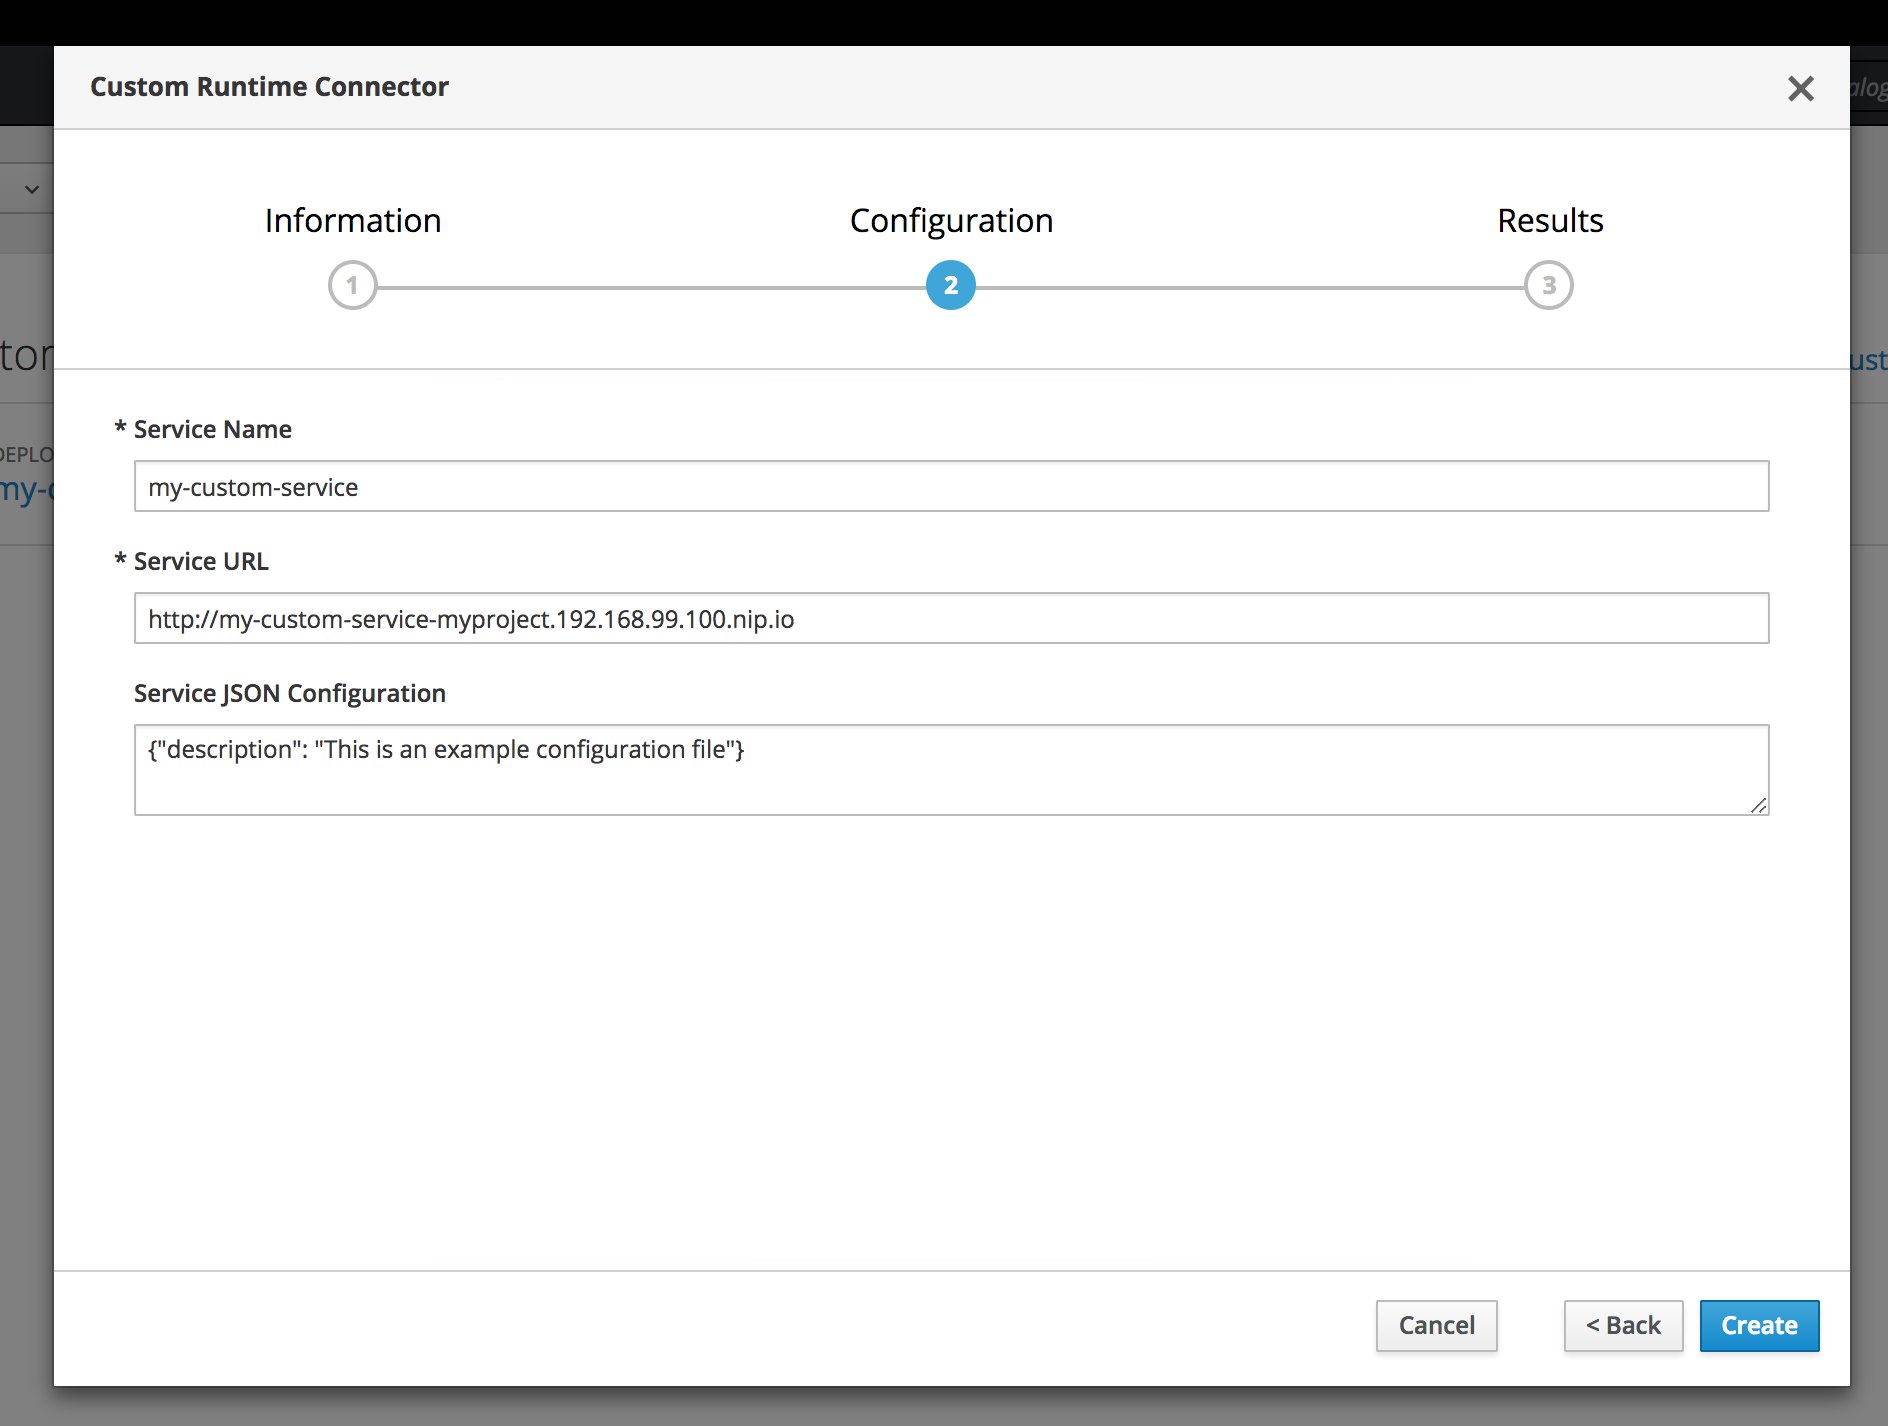 Custom Runtime Connector
Information
Configuration
Results
1
2
3
* Service Name
my-custom-service
* Service URL
http://my-custom-service-myproject.192.168.99.100.nip.io
Service JSON Configuration
{"description": "This is an example configuration file"}
Cancel
< Back
Create